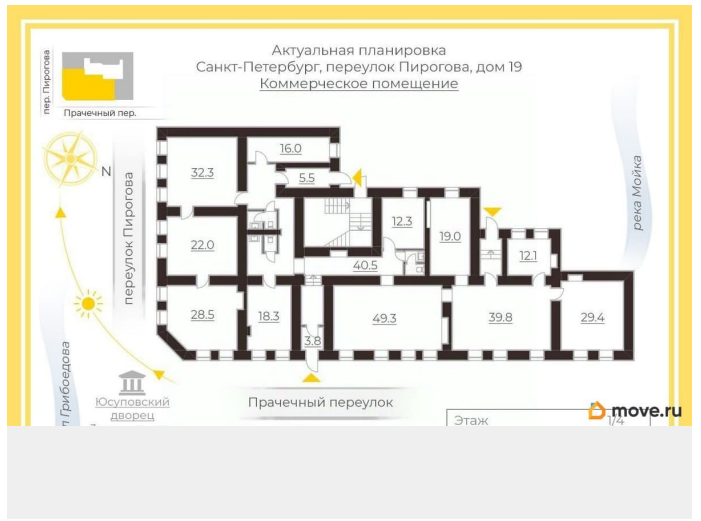 Актуальная планировка
Санкт-Петербург, переулок Пирогова, дом 19
Коммерческое помещение
пер. Пирогова
Прачечный пер.
N
переулок Пирогова
река Мойка
16.0
32.3
5.5
12.3
19.0
22.0
12.1
40.5
28.5
18.3
3.8
49.3
39.8
29.4
Грибоедова
Юсуповский
дворец
Прачечный переулок
Этаж
1/4
move.ru